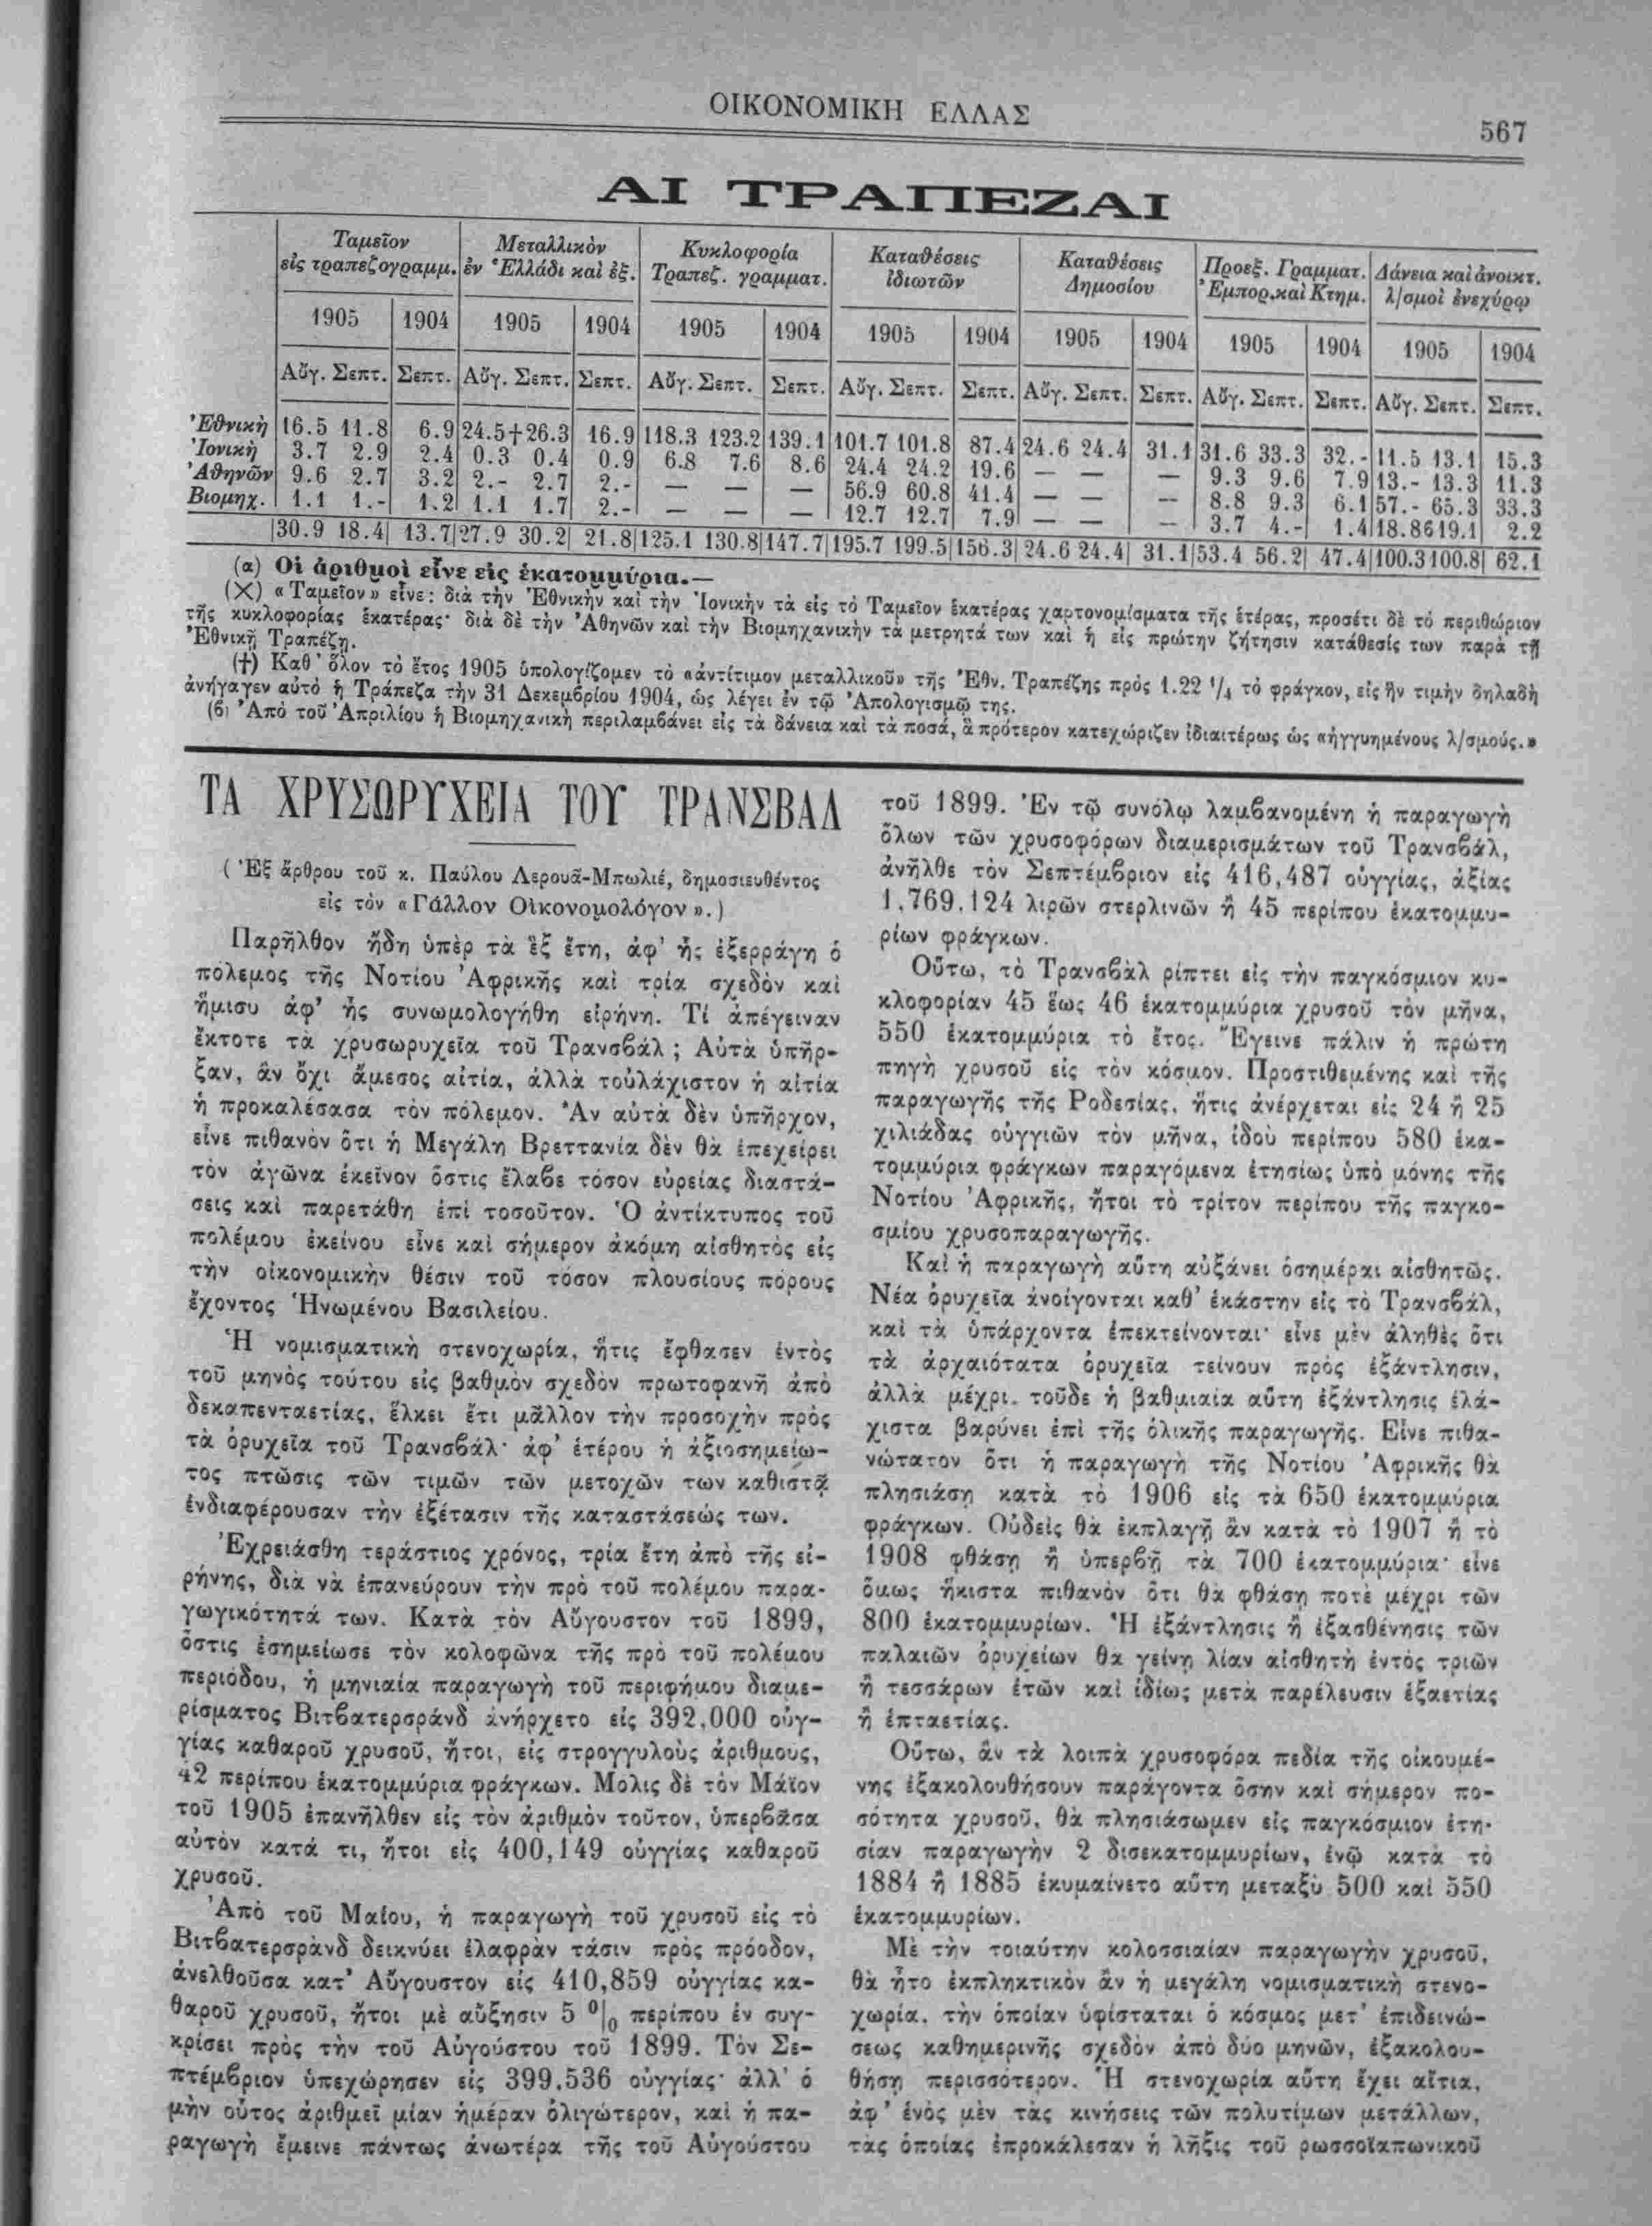 ΟΙΚΟΝΟΜΙΚΗ ΕΛΛΑΣ
567
ΑΙ ΤΡΑΠΕΖΑΙ
Ταμεῖον εἰς τραπεζογραμμ. | Μεταλλικὸν ἐν Ἑλλάδι καὶ ἐξ. | Κυκλοφορία Τραπεζ. γραμματ. | Καταθέσεις ἰδιωτῶν | Καταθέσεις Δημοσίου | Προεξ. Γραμματ. Ἐμπορ. καὶ Κτημ. | Δάνεια καὶ ἀνοικτ. λ/σμοὶ ἐνεχύρῳ
1905 | 1904 | 1905 | 1904 | 1905 | 1904 | 1905 | 1904 | 1905 | 1904 | 1905 | 1904 | 1905 | 1904
Αὔγ. Σεπτ. | Σεπτ. | Αὔγ. Σεπτ. | Σεπτ. | Αὔγ. Σεπτ. | Σεπτ. | Αὔγ. Σεπτ. | Σεπτ. | Αὔγ. Σεπτ. | Σεπτ. | Αὔγ. Σεπτ. | Σεπτ. | Αὔγ. Σεπτ. | Σεπτ.
Ἐθνικὴ 16.5 11.8 | 6.9 | 24.5†26.3 | 16.9 | 118.3 123.2 | 139.1 | 101.7 101.8 | 87.4 | 24.6 24.4 | 31.1 | 31.6 33.3 | 32.- | 11.5 13.1 | 15.3
Ἰονικὴ 3.7 2.9 | 2.4 | 0.3 0.4 | 0.9 | 6.8 7.6 | 8.6 | 24.4 24.2 | 19.6 | — — | — | 9.3 9.6 | 7.9 | 13.- 13.3 | 11.3
Ἀθηνῶν 9.6 2.7 | 3.2 | 2.- 2.7 | 2.- | — — | — | 56.9 60.8 | 41.4 | — — | — | 8.8 9.3 | 6.1 | 57.- 65.3 | 33.3
Βιομηχ. 1.1 1.- | 1.2 | 1.1 1.7 | 2.- | — — | — | 12.7 12.7 | 7.9 | — — | — | 3.7 4.- | 1.4 | 18.8619.1 | 2.2
30.9 18.4 | 13.7 | 27.9 30.2 | 21.8 | 125.1 130.8 | 147.7 | 195.7 199.5 | 156.3 | 24.6 24.4 | 31.1 | 53.4 56.2 | 47.4 | 100.3 100.8 | 62.1
(α) Οἱ ἀριθμοὶ εἶνε εἰς ἑκατομμύρια.—
(Χ) «Ταμεῖον» εἶνε: διὰ τὴν Ἐθνικὴν καὶ τὴν Ἰονικὴν τὰ εἰς τὸ Ταμεῖον ἑκατέρας χαρτονομίσματα τῆς ἑτέρας, προσέτι δὲ τὸ περιθώριον
τῆς κυκλοφορίας ἑκατέρας· διὰ δὲ τὴν Ἀθηνῶν καὶ τὴν Βιομηχανικὴν τὰ μετρητά των καὶ ἡ εἰς πρώτην ζήτησιν κατάθεσίς των παρὰ τῇ
Ἐθνικῇ Τραπέζῃ.
(†) Καθ' ὅλον τὸ ἔτος 1905 ὑπολογίζομεν τὸ «ἀντίτιμον μεταλλικοῦ» τῆς Ἐθν. Τραπέζης πρὸς 1.22 1/4 τὸ φράγκον, εἰς ἣν τιμὴν δηλαδὴ
ἀνήγαγεν αὐτὸ ἡ Τράπεζα τὴν 31 Δεκεμβρίου 1904, ὡς λέγει ἐν τῷ Ἀπολογισμῷ της.
(β) Ἀπὸ τοῦ Ἀπριλίου ἡ Βιομηχανικὴ περιλαμβάνει εἰς τὰ δάνεια καὶ τὰ ποσά, ἃ πρότερον κατεχώριζεν ἰδιαιτέρως ὡς «ἠγγυημένους λ/σμούς.»
ΤΑ ΧΡΥΣΩΡΥΧΕΙΑ ΤΟΥ ΤΡΑΝΣΒΑΛ
(Ἐξ ἄρθρου τοῦ κ. Παύλου Λερουᾶ-Μπωλιέ, δημοσιευθέντος
εἰς τὸν «Γάλλον Οἰκονομολόγον».)
Παρῆλθον ἤδη ὑπὲρ τὰ ἓξ ἔτη, ἀφ' ἧς ἐξερράγη ὁ
πόλεμος τῆς Νοτίου Ἀφρικῆς καὶ τρία σχεδὸν καὶ
ἥμισυ ἀφ' ἧς συνωμολογήθη εἰρήνη. Τί ἀπέγειναν
ἔκτοτε τὰ χρυσωρυχεῖα τοῦ Τρανσβάλ; Αὐτὰ ὑπῆρ-
ξαν, ἂν ὄχι ἄμεσος αἰτία, ἀλλὰ τοὐλάχιστον ἡ αἰτία
ἡ προκαλέσασα τὸν πόλεμον. Ἂν αὐτὰ δὲν ὑπῆρχον,
εἶνε πιθανὸν ὅτι ἡ Μεγάλη Βρεττανία δὲν θὰ ἐπεχείρει
τὸν ἀγῶνα ἐκεῖνον ὅστις ἔλαβε τόσον εὐρείας διαστά-
σεις καὶ παρετάθη ἐπὶ τοσοῦτον. Ὁ ἀντίκτυπος τοῦ
πολέμου ἐκείνου εἶνε καὶ σήμερον ἀκόμη αἰσθητὸς εἰς
τὴν οἰκονομικὴν θέσιν τοῦ τόσον πλουσίους πόρους
ἔχοντος Ἡνωμένου Βασιλείου.
Ἡ νομισματικὴ στενοχωρία, ἥτις ἔφθασεν ἐντὸς
τοῦ μηνὸς τούτου εἰς βαθμὸν σχεδὸν πρωτοφανῆ ἀπὸ
δεκαπενταετίας, ἕλκει ἔτι μᾶλλον τὴν προσοχὴν πρὸς
τὰ ὀρυχεῖα τοῦ Τρανσβάλ· ἀφ' ἑτέρου ἡ ἀξιοσημείω-
τος πτῶσις τῶν τιμῶν τῶν μετοχῶν των καθιστᾷ
ἐνδιαφέρουσαν τὴν ἐξέτασιν τῆς καταστάσεώς των.
Ἐχρειάσθη τεράστιος χρόνος, τρία ἔτη ἀπὸ τῆς εἰ-
ρήνης, διὰ νὰ ἐπανεύρουν τὴν πρὸ τοῦ πολέμου παρα-
γωγικότητά των. Κατὰ τὸν Αὔγουστον τοῦ 1899,
ὅστις ἐσημείωσε τὸν κολοφῶνα τῆς πρὸ τοῦ πολέμου
περιόδου, ἡ μηνιαία παραγωγὴ τοῦ περιφήμου διαμε-
ρίσματος Βιτβατερσράνδ ἀνήρχετο εἰς 392,000 οὐγ-
γίας καθαροῦ χρυσοῦ, ἤτοι, εἰς στρογγυλοὺς ἀριθμούς,
42 περίπου ἑκατομμύρια φράγκων. Μόλις δὲ τὸν Μάϊον
τοῦ 1905 ἐπανῆλθεν εἰς τὸν ἀριθμὸν τοῦτον, ὑπερβᾶσα
αὐτὸν κατά τι, ἤτοι εἰς 400,149 οὐγγίας καθαροῦ
χρυσοῦ.
Ἀπὸ τοῦ Μαΐου, ἡ παραγωγὴ τοῦ χρυσοῦ εἰς τὸ
Βιτβατερσρὰνδ δεικνύει ἐλαφρὰν τάσιν πρὸς πρόοδον,
ἀνελθοῦσα κατ' Αὔγουστον εἰς 410,859 οὐγγίας κα-
θαροῦ χρυσοῦ, ἤτοι μὲ αὔξησιν 5 0|0 περίπου ἐν συγ-
κρίσει πρὸς τὴν τοῦ Αὐγούστου τοῦ 1899. Τὸν Σε-
πτέμβριον ὑπεχώρησεν εἰς 399.536 οὐγγίας· ἀλλ' ὁ
μὴν οὗτος ἀριθμεῖ μίαν ἡμέραν ὀλιγώτερον, καὶ ἡ πα-
ραγωγὴ ἔμεινε πάντως ἀνωτέρα τῆς τοῦ Αὐγούστου
τοῦ 1899. Ἐν τῷ συνόλῳ λαμβανομένη ἡ παραγωγὴ
ὅλων τῶν χρυσοφόρων διαμερισμάτων τοῦ Τρανσβάλ,
ἀνῆλθε τὸν Σεπτέμβριον εἰς 416,487 οὐγγίας, ἀξίας
1.769.124 λιρῶν στερλινῶν ἢ 45 περίπου ἑκατομμυ-
ρίων φράγκων.
Οὕτω, τὸ Τρανσβὰλ ρίπτει εἰς τὴν παγκόσμιον κυ-
κλοφορίαν 45 ἕως 46 ἑκατομμύρια χρυσοῦ τὸν μῆνα,
550 ἑκατομμύρια τὸ ἔτος. Ἔγεινε πάλιν ἡ πρώτη
πηγὴ χρυσοῦ εἰς τὸν κόσμον. Προστιθεμένης καὶ τῆς
παραγωγῆς τῆς Ροδεσίας, ἥτις ἀνέρχεται εἰς 24 ἢ 25
χιλιάδας οὐγγιῶν τὸν μῆνα, ἰδοὺ περίπου 580 ἑκα-
τομμύρια φράγκων παραγόμενα ἐτησίως ὑπὸ μόνης τῆς
Νοτίου Ἀφρικῆς, ἤτοι τὸ τρίτον περίπου τῆς παγκο-
σμίου χρυσοπαραγωγῆς.
Καὶ ἡ παραγωγὴ αὕτη αὐξάνει ὁσημέραι αἰσθητῶς.
Νέα ὀρυχεῖα ἀνοίγονται καθ' ἑκάστην εἰς τὸ Τρανσβάλ,
καὶ τὰ ὑπάρχοντα ἐπεκτείνονται· εἶνε μὲν ἀληθὲς ὅτι
τὰ ἀρχαιότατα ὀρυχεῖα τείνουν πρὸς ἐξάντλησιν,
ἀλλὰ μέχρι. τοῦδε ἡ βαθμιαία αὕτη ἐξάντλησις ἐλά-
χιστα βαρύνει ἐπὶ τῆς ὁλικῆς παραγωγῆς. Εἶνε πιθα-
νώτατον ὅτι ἡ παραγωγὴ τῆς Νοτίου Ἀφρικῆς θὰ
πλησιάσῃ κατὰ τὸ 1906 εἰς τὰ 650 ἑκατομμύρια
φράγκων. Οὐδεὶς θὰ ἐκπλαγῇ ἂν κατὰ τὸ 1907 ἢ τὸ
1908 φθάσῃ ἢ ὑπερβῇ τὰ 700 ἑκατομμύρια· εἶνε
ὅμως ἥκιστα πιθανὸν ὅτι θὰ φθάσῃ ποτὲ μέχρι τῶν
800 ἑκατομμυρίων. Ἡ ἐξάντλησις ἢ ἐξασθένησις τῶν
παλαιῶν ὀρυχείων θὰ γείνῃ λίαν αἰσθητὴ ἐντὸς τριῶν
ἢ τεσσάρων ἐτῶν καὶ ἰδίως μετὰ παρέλευσιν ἑξαετίας
ἢ ἑπταετίας.
Οὕτω, ἂν τὰ λοιπὰ χρυσοφόρα πεδία τῆς οἰκουμέ-
νης ἐξακολουθήσουν παράγοντα ὅσην καὶ σήμερον πο-
σότητα χρυσοῦ, θὰ πλησιάσωμεν εἰς παγκόσμιον ἐτη-
σίαν παραγωγὴν 2 δισεκατομμυρίων, ἐνῷ κατὰ τὸ
1884 ἢ 1885 ἐκυμαίνετο αὕτη μεταξὺ 500 καὶ 550
ἑκατομμυρίων.
Μὲ τὴν τοιαύτην κολοσσιαίαν παραγωγὴν χρυσοῦ,
θὰ ἦτο ἐκπληκτικὸν ἂν ἡ μεγάλη νομισματικὴ στενο-
χωρία, τὴν ὁποίαν ὑφίσταται ὁ κόσμος μετ' ἐπιδεινώ-
σεως καθημερινῆς σχεδὸν ἀπὸ δύο μηνῶν, ἐξακολου-
θήσῃ περισσότερον. Ἡ στενοχωρία αὕτη ἔχει αἴτια,
ἀφ' ἑνὸς μὲν τὰς κινήσεις τῶν πολυτίμων μετάλλων,
τὰς ὁποίας ἐπροκάλεσαν ἡ λῆξις τοῦ ρωσσοϊαπωνικοῦ